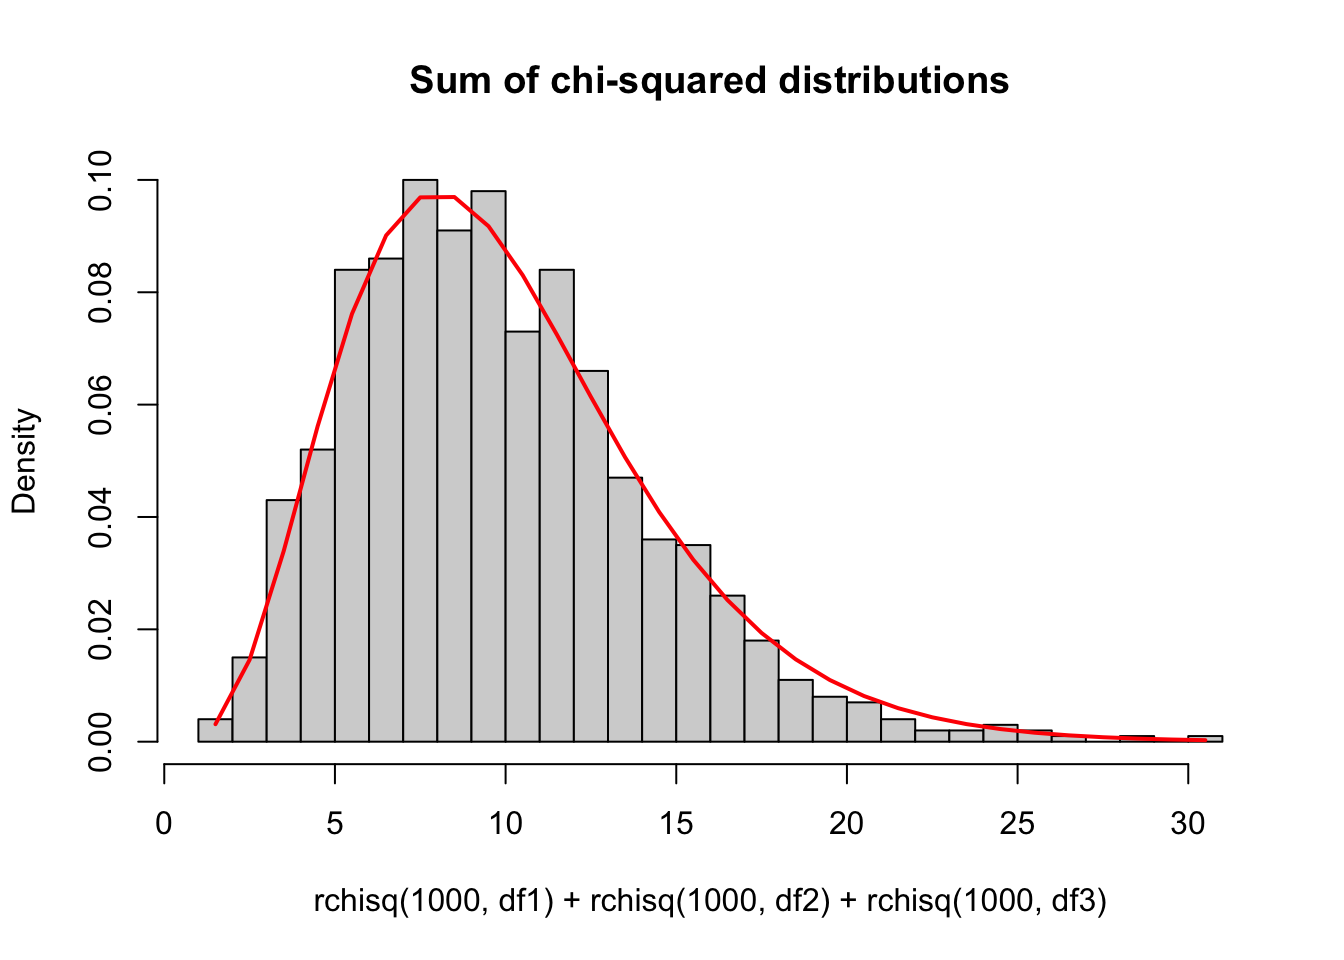 Sum of chi-squared distributions
Density
0.10
0.08
0.06
0.04
0.02
0.00
0 5 10 15 20 25 30
rchisq(1000, df1) + rchisq(1000, df2) + rchisq(1000, df3)